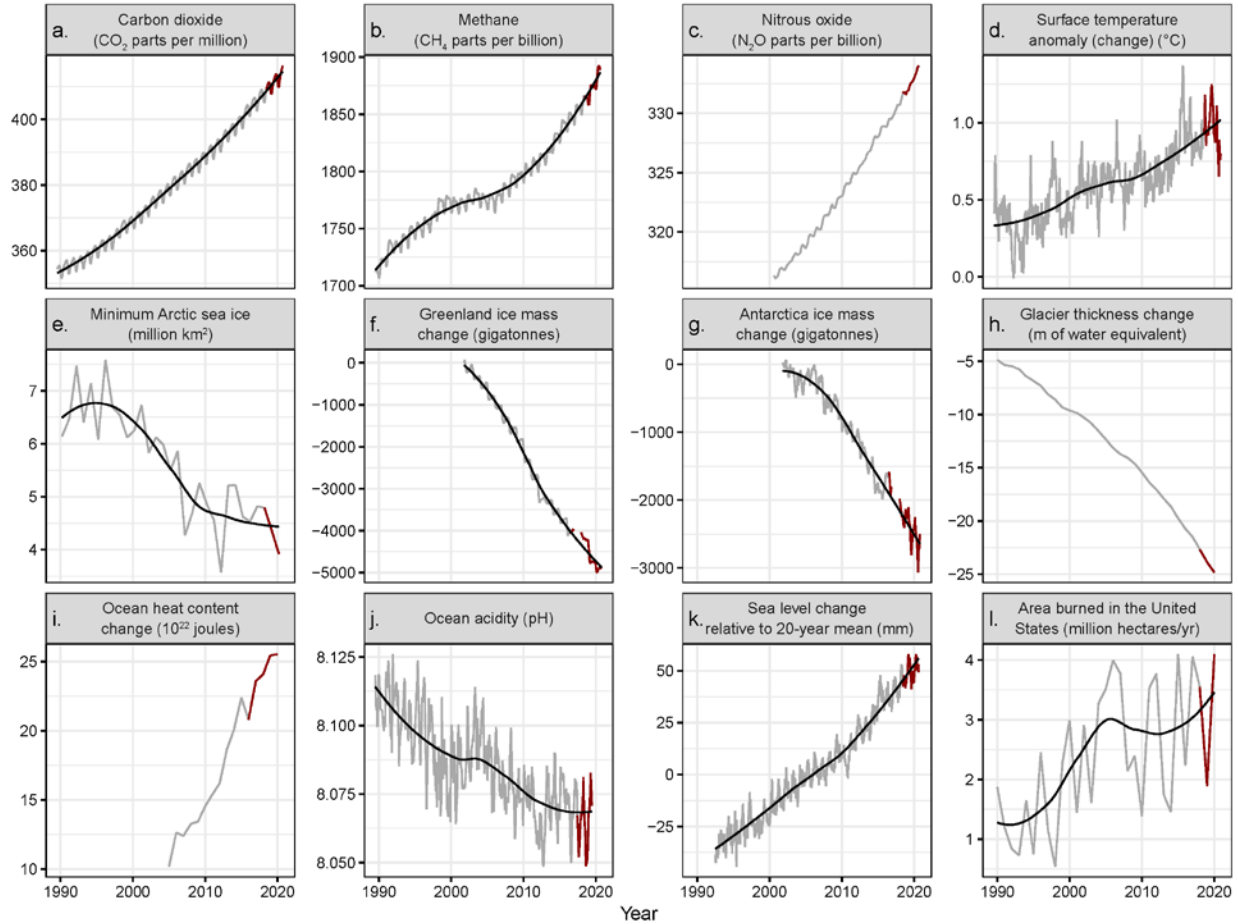 a. Carbon dioxide
(CO₂ parts per million)
400
380
360
b. Methane
(CH₄ parts per billion)
1900
1850
1800
1750
1700
c. Nitrous oxide
(N₂O parts per billion)
330
325
320
d. Surface temperature
anomaly (change) (°C)
1.0
0.5
0.0
e. Minimum Arctic sea ice
(million km²)
7
6
5
4
f. Greenland ice mass
change (gigatonnes)
0
−1000
−2000
−3000
−4000
−5000
g. Antarctica ice mass
change (gigatonnes)
0
−1000
−2000
−3000
h. Glacier thickness change
(m of water equivalent)
−5
−10
−15
−20
−25
i. Ocean heat content
change (10²² joules)
25
20
15
10
1990 2000 2010 2020
j. Ocean acidity (pH)
8.125
8.100
8.075
8.050
1990 2000 2010 2020
k. Sea level change
relative to 20-year mean (mm)
50
25
0
−25
1990 2000 2010 2020
l. Area burned in the United
States (million hectares/yr)
4
3
2
1
1990 2000 2010 2020
Year